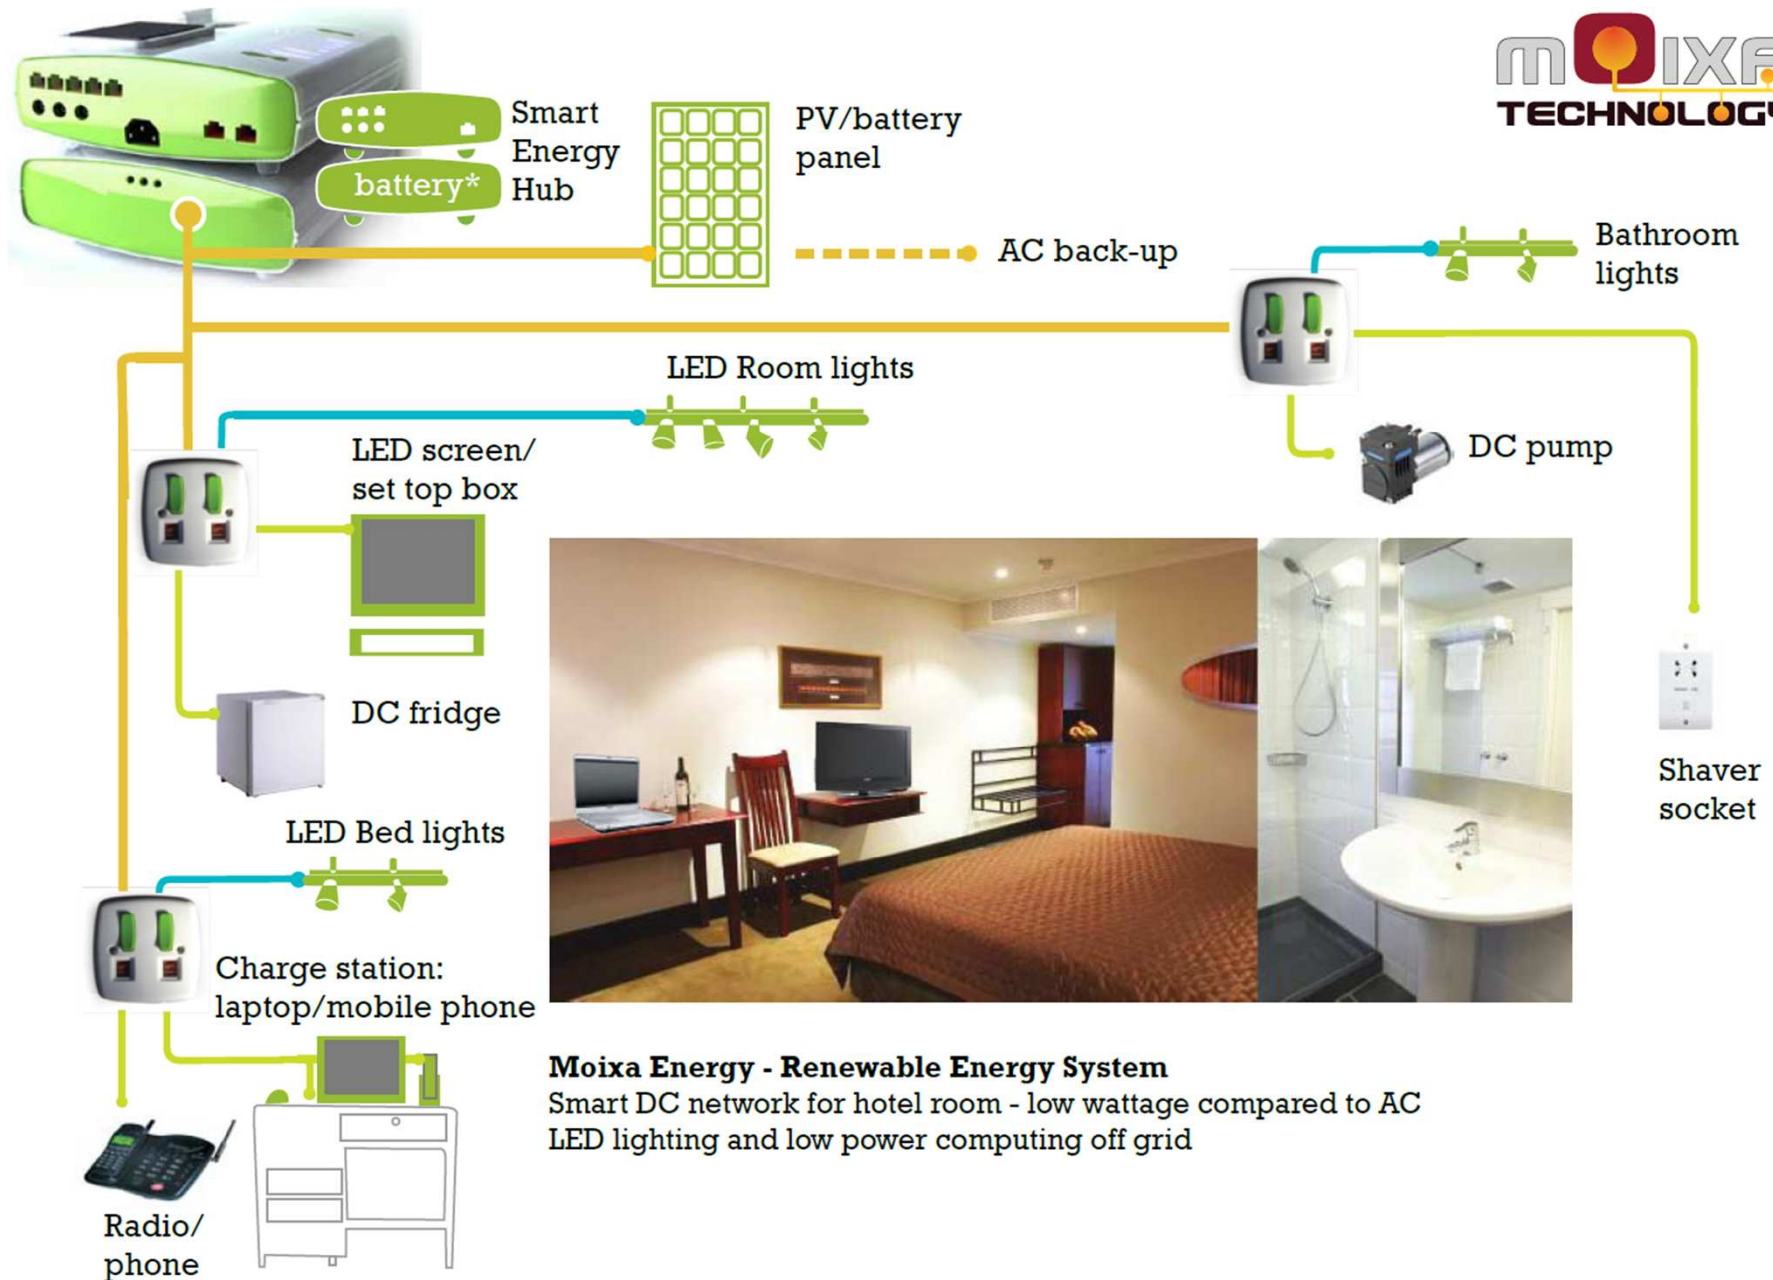 MOIXA
TECHNOLOGY
Smart
Energy
Hub
battery*
PV/battery
panel
AC back-up
Bathroom
lights
LED Room lights
LED screen/
set top box
DC pump
DC fridge
Shaver
socket
LED Bed lights
Charge station:
laptop/mobile phone
Radio/
phone
Moixa Energy - Renewable Energy System
Smart DC network for hotel room - low wattage compared to AC
LED lighting and low power computing off grid